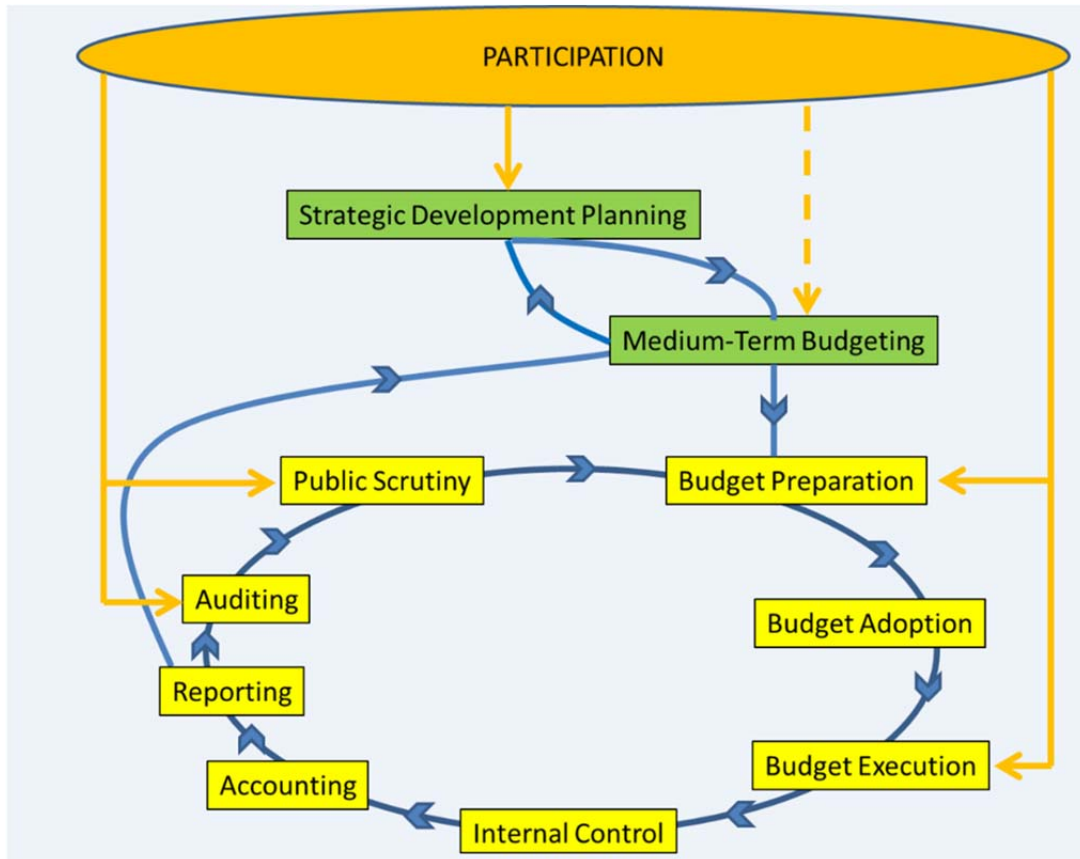 PARTICIPATION
Strategic Development Planning
Medium-Term Budgeting
Public Scrutiny
Budget Preparation
Auditing
Budget Adoption
Reporting
Budget Execution
Accounting
Internal Control